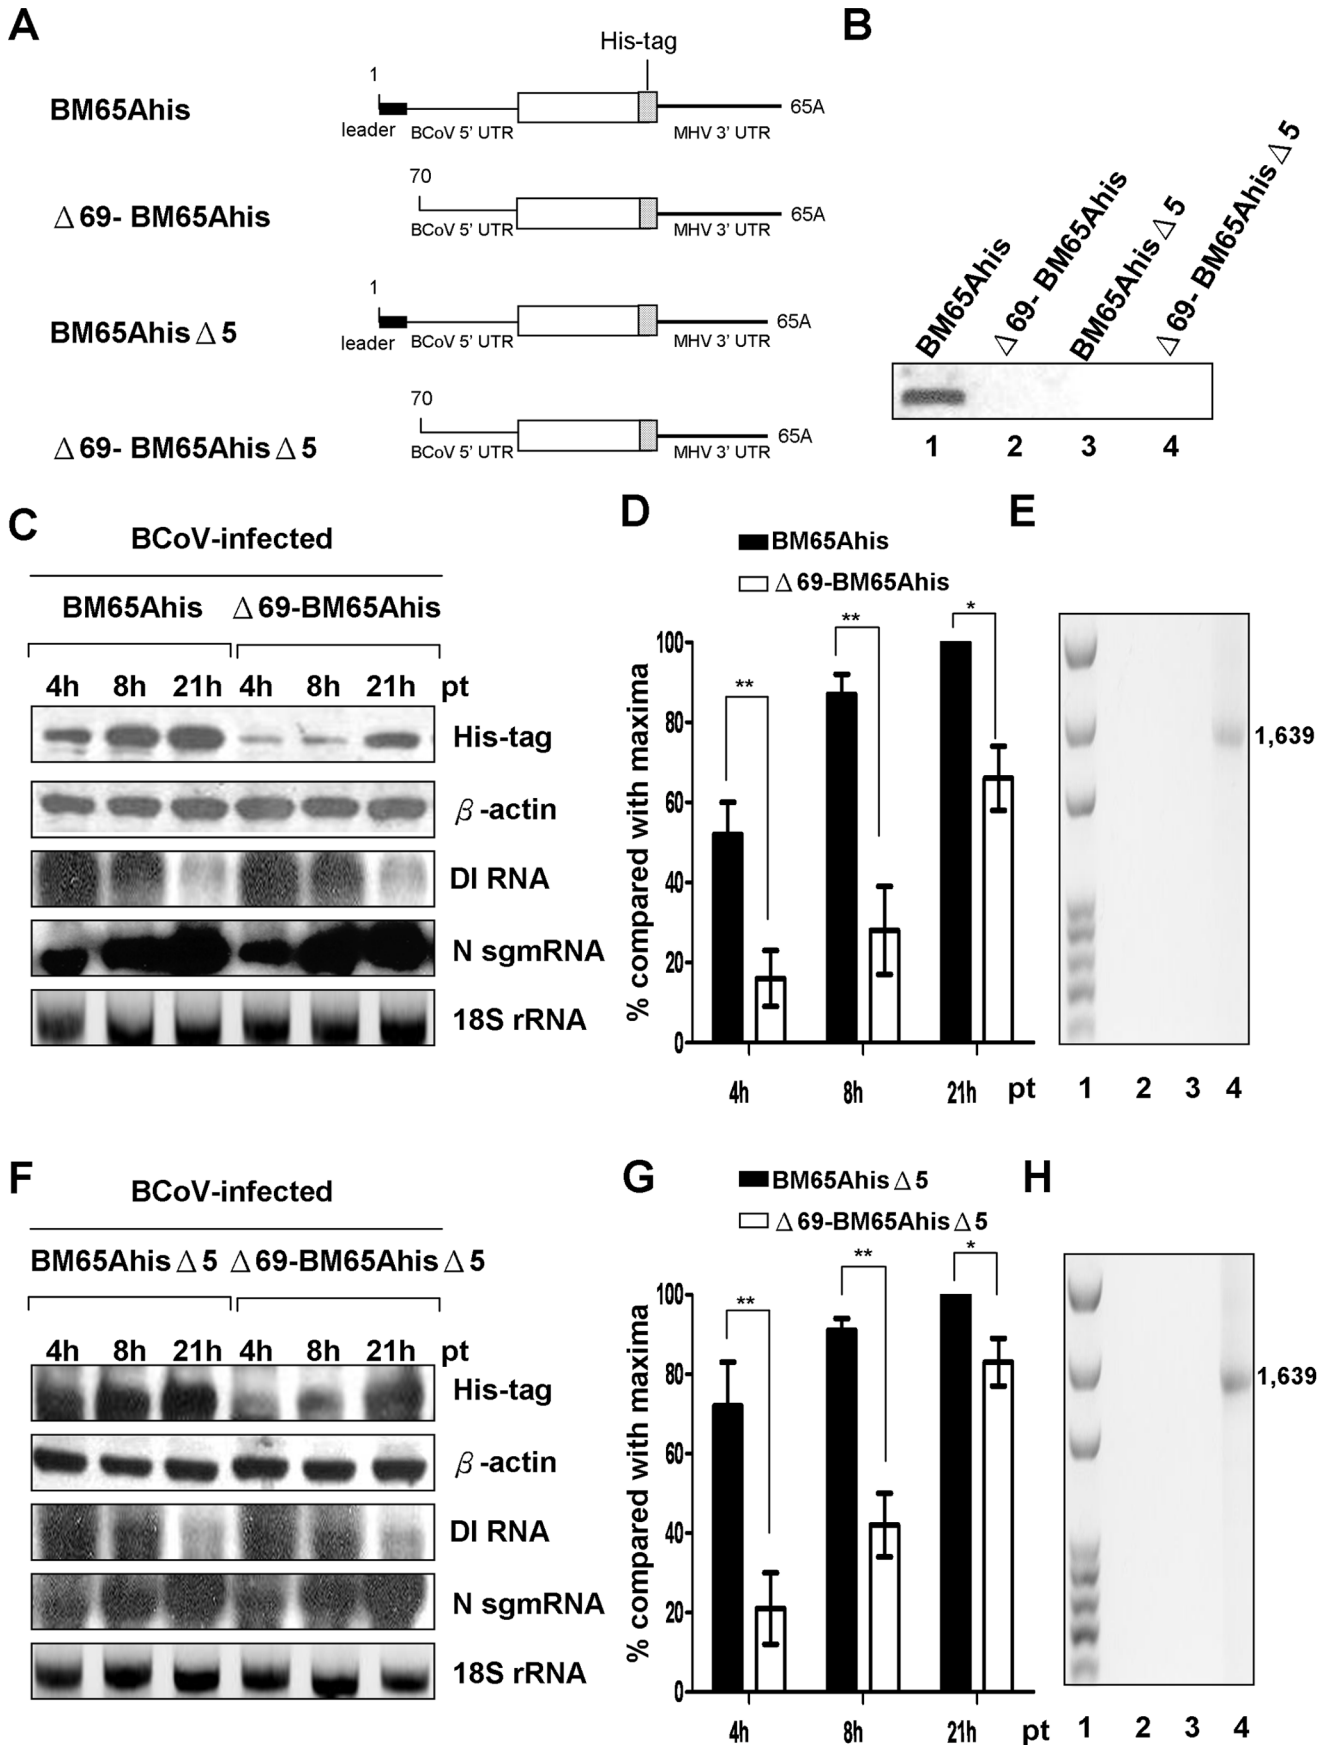 A
His-tag
BM65Ahis
1
leader
BCoV 5' UTR
MHV 3' UTR
65A
Δ69- BM65Ahis
70
BCoV 5' UTR
MHV 3' UTR
65A
BM65AhisΔ5
1
leader
BCoV 5' UTR
MHV 3' UTR
65A
Δ69- BM65AhisΔ5
70
BCoV 5' UTR
MHV 3' UTR
65A
B
BM65Ahis
Δ69- BM65Ahis
BM65AhisΔ5
Δ69- BM65AhisΔ5
1 2 3 4
C
BCoV-infected
BM65Ahis Δ69-BM65Ahis
4h 8h 21h 4h 8h 21h pt
His-tag
β-actin
DI RNA
N sgmRNA
18S rRNA
D
BM65Ahis
Δ69-BM65Ahis
% compared with maxima
100
80
60
40
20
0
** ** *
4h 8h 21h pt
E
1,639
1 2 3 4
F
BCoV-infected
BM65AhisΔ5 Δ69-BM65AhisΔ5
4h 8h 21h 4h 8h 21h pt
His-tag
β-actin
DI RNA
N sgmRNA
18S rRNA
G
BM65AhisΔ5
Δ69-BM65AhisΔ5
% compared with maxima
100
80
60
40
20
0
** ** *
4h 8h 21h pt
H
1,639
1 2 3 4